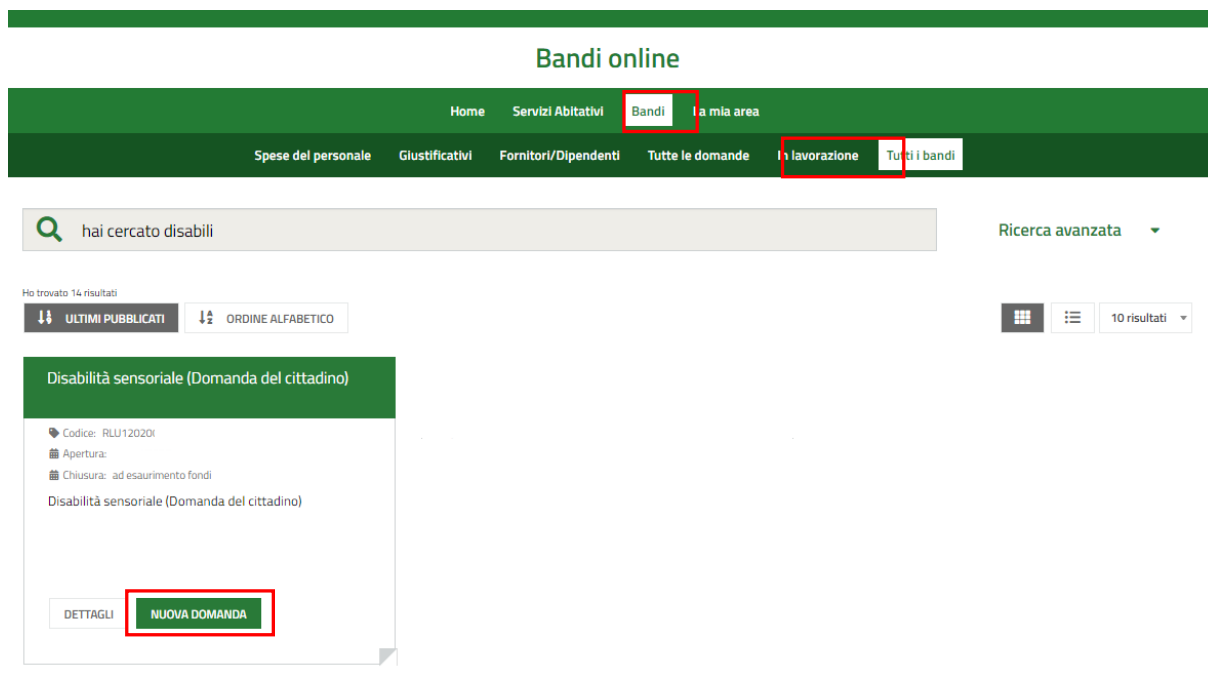 Bandi online
Home Servizi Abitativi Bandi La mia area
Spese del personale Giustificativi Fornitori/Dipendenti Tutte le domande In lavorazione Tutti i bandi
hai cercato disabili Ricerca avanzata
Ho trovato 14 risultati
ULTIMI PUBBLICATI ORDINE ALFABETICO 10 risultati
Disabilità sensoriale (Domanda del cittadino)
Codice: RLU12020
Apertura:
Chiusura: ad esaurimento fondi
Disabilità sensoriale (Domanda del cittadino)
DETTAGLI NUOVA DOMANDA